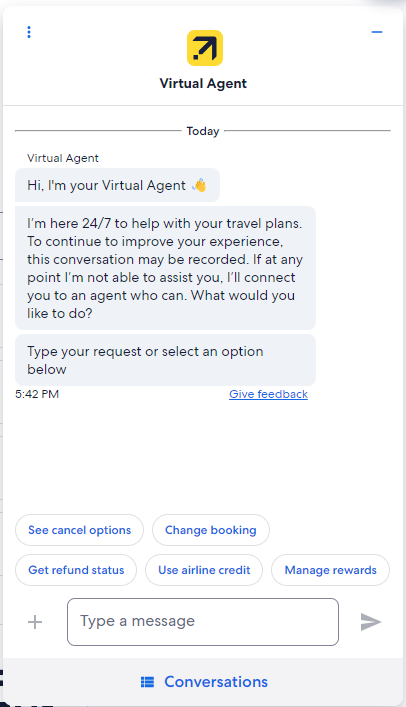 Virtual Agent
Today
Virtual Agent
Hi, I'm your Virtual Agent 👋
I'm here 24/7 to help with your travel plans.
To continue to improve your experience,
this conversation may be recorded. If at any
point I'm not able to assist you, I'll connect
you to an agent who can. What would you
like to do?
Type your request or select an option
below
5:42 PM Give feedback
See cancel options Change booking
Get refund status Use airline credit Manage rewards
Type a message
Conversations